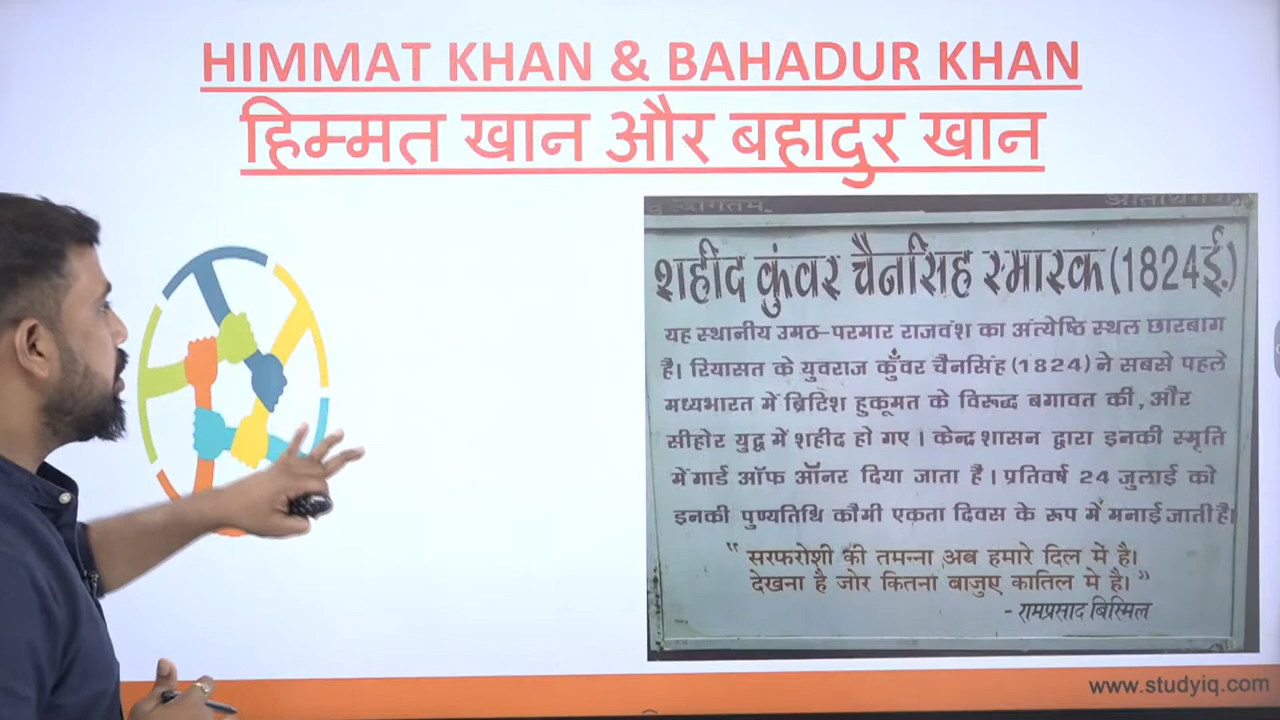 HIMMAT KHAN & BAHADUR KHAN
हिम्मत खान और बहादुर खान
शहीद कुंवर चैनसिंह स्मारक (1824ई.)
यह स्थानीय उमठ-परमार राजवंश का अंत्येष्ठि स्थल छारबाग
है। रियासत के युवराज कुँवर चैनसिंह (1824) ने सबसे पहले
मध्यभारत में ब्रिटिश हुकूमत के विरूद्ध बगावत की, और
सीहोर युद्व में शहीद हो गए। केन्द्र शासन द्वारा इनकी स्मृति
में गार्ड ऑफ ऑनर दिया जाता है। प्रतिवर्ष 24 जुलाई को
इनकी पुण्यतिथि कौमी एकता दिवस के रूप में मनाई जाती है।
"सरफरोशी की तमन्ना अब हमारे दिल में है।
देखना है जोर कितना बाजुए कातिल मे है।"
- रामप्रसाद बिस्मिल
www.studyiq.com